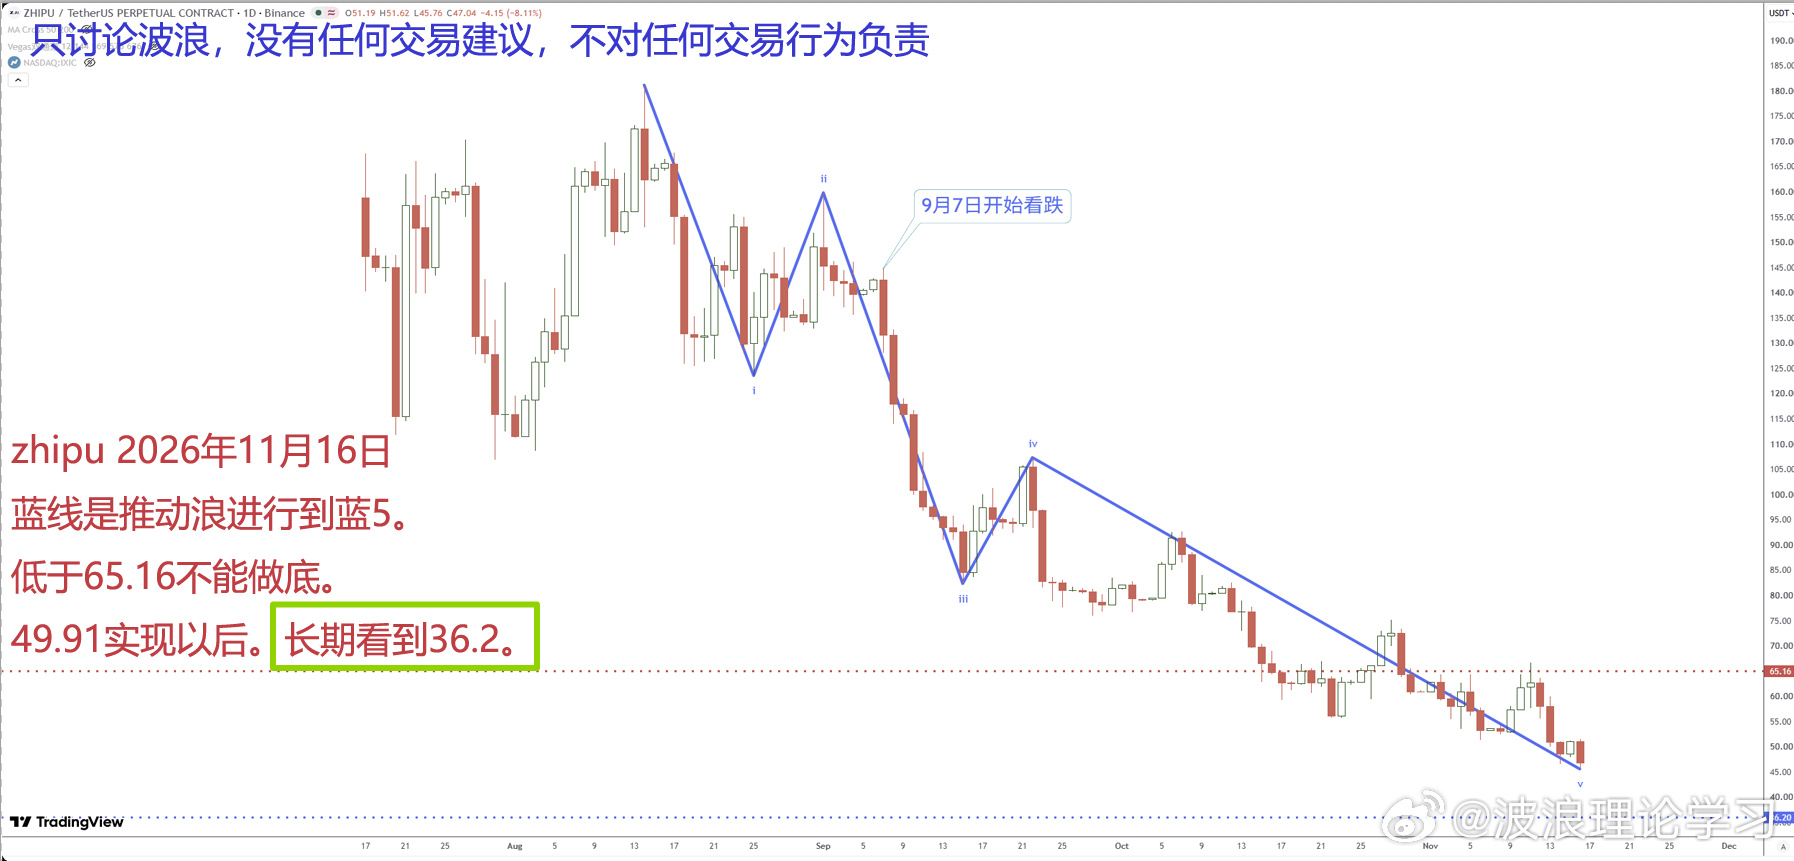 ZHIPU / TetherUS PERPETUAL CONTRACT · 1D · Binance O51.19 H51.62 L45.76 C47.04 -4.15 (-8.11%)
USDT
只讨论波浪，没有任何交易建议，不对任何交易行为负责
MA Cross 50 200
NASDAQ:IXIC
190.0
185.00
180.00
175.00
170.00
165.00
160.00
155.00
150.00
145.00
140.00
135.00
130.00
125.00
120.00
115.00
110.00
105.00
100.00
95.00
90.00
85.00
80.00
75.00
70.00
65.16
60.00
55.00
50.00
45.00
40.00
36.20
ii
9月7日开始看跌
i
iv
iii
v
zhipu 2026年11月16日
蓝线是推动浪进行到蓝5。
低于65.16不能做底。
49.91实现以后。长期看到36.2。
TradingView
@波浪理论学习
17 21 25 Aug 5 9 13 17 21 25 Sep 5 9 13 17 21 25 Oct 5 9 13 17 21 25 Nov 5 9 13 17 21 25 Dec
A